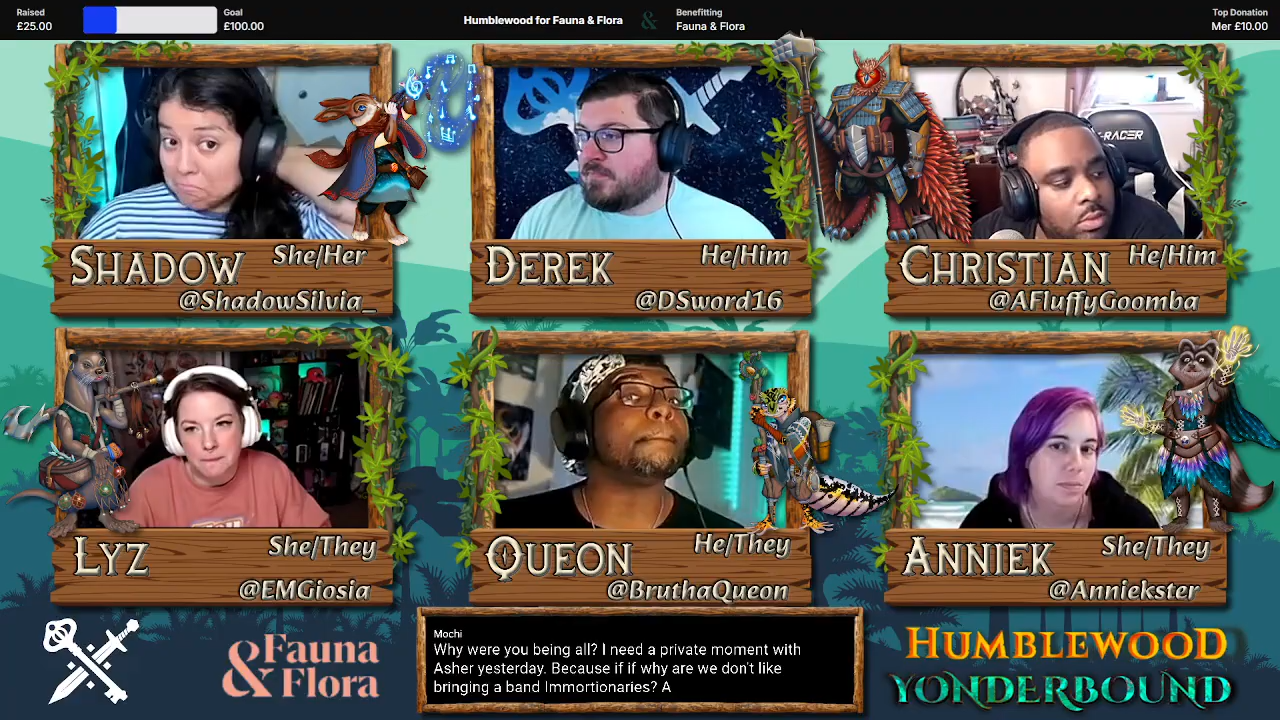 Raised
£25.00
Goal
£100.00
Humblewood for Fauna & Flora
&
Benefitting
Fauna & Flora
Top Donation
Mer £10.00
SHADOW She/Her
@ShadowSilvia_
DEREK He/Him
@DSword16
X-RACER
CHRISTIAN He/Him
@AFluffyGoomba
LYZ She/They
@EMGiosia
QUEON He/They
@BruthaQueon
ANNIEK She/They
@Anniekster
Fauna
& Flora
Mochi
Why were you being all? I need a private moment with
Asher yesterday. Because if if why are we don't like
bringing a band Immortionaries? A
HUMBLEWOOD
YONDERBOUND